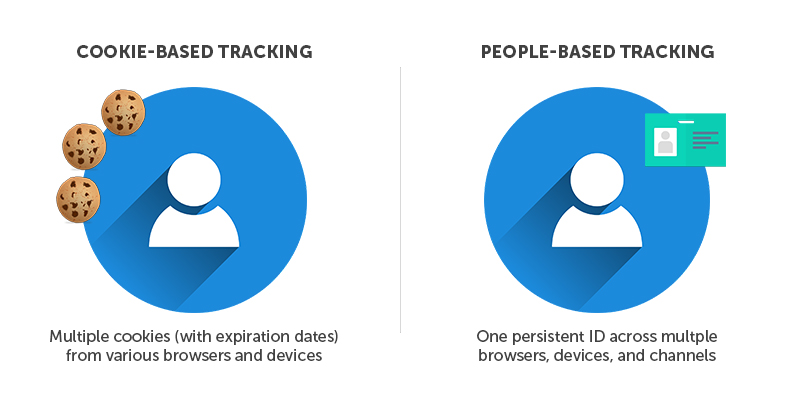 COOKIE-BASED TRACKING
Multiple cookies (with expiration dates)
from various browsers and devices
PEOPLE-BASED TRACKING
One persistent ID across multple
browsers, devices, and channels